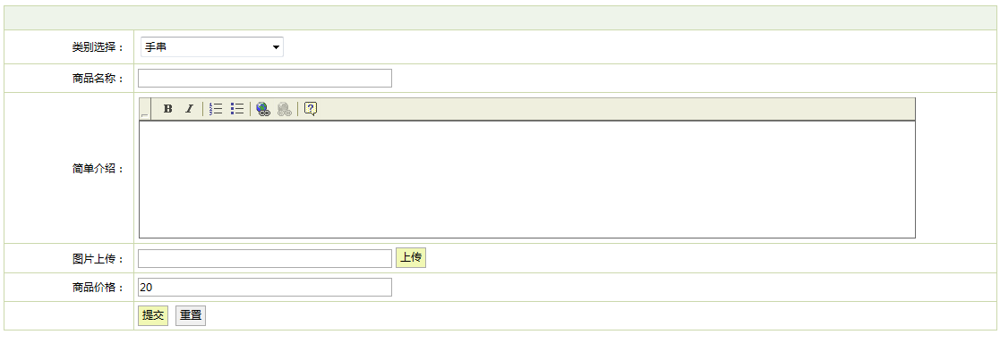 类别选择： 手串
商品名称：
B I
简单介绍：
图片上传： 上传
商品价格： 20
提交 重置